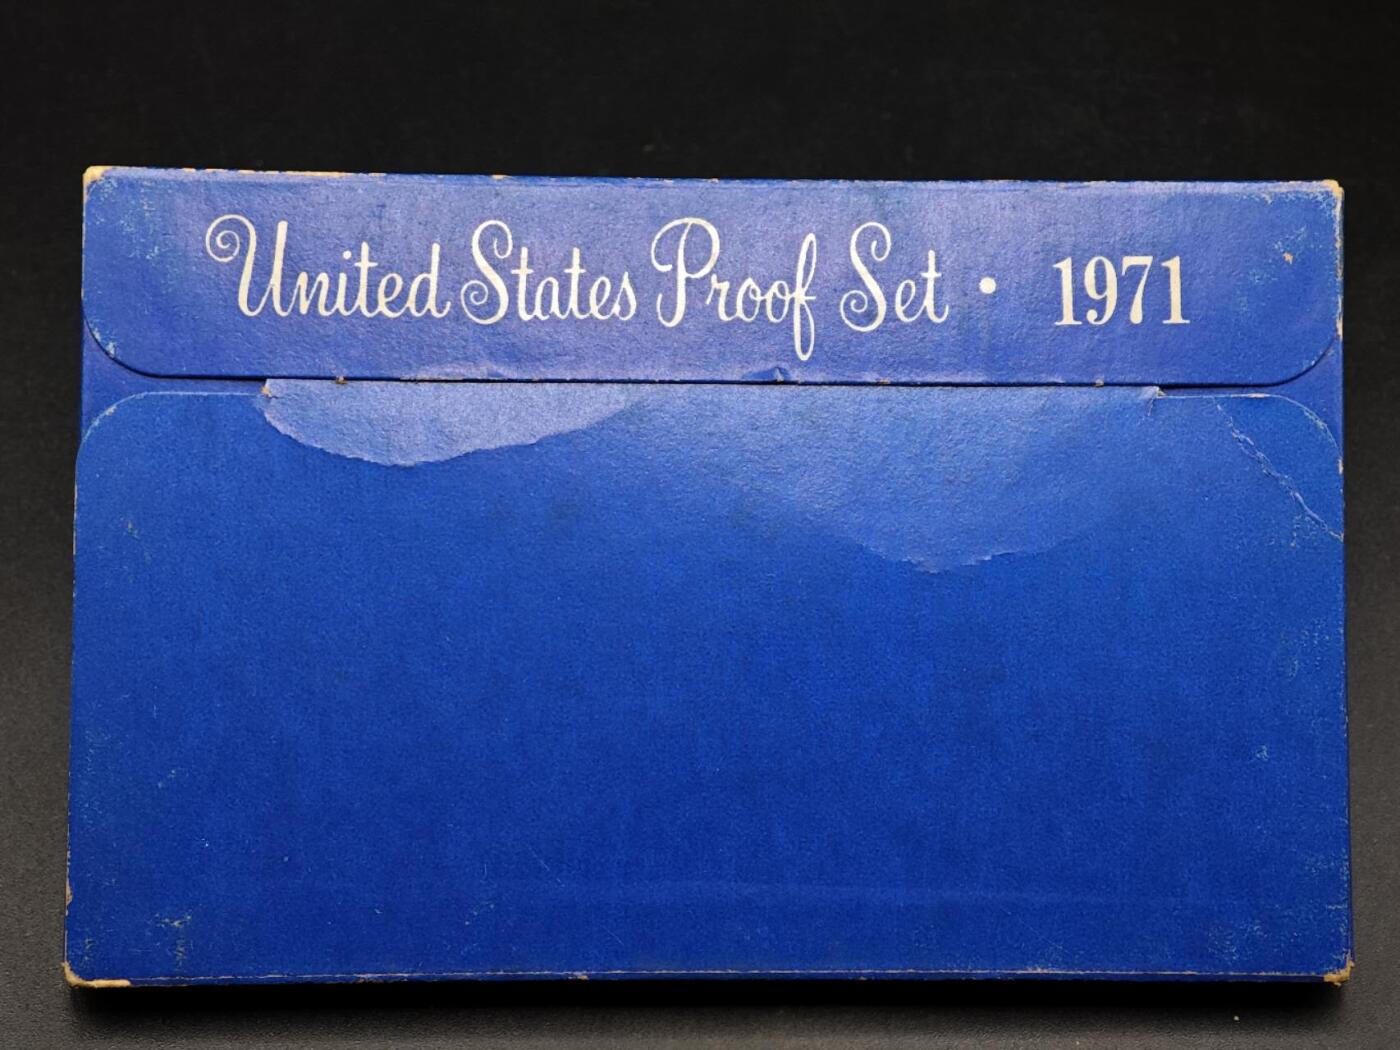 United States Proof Set • 1971